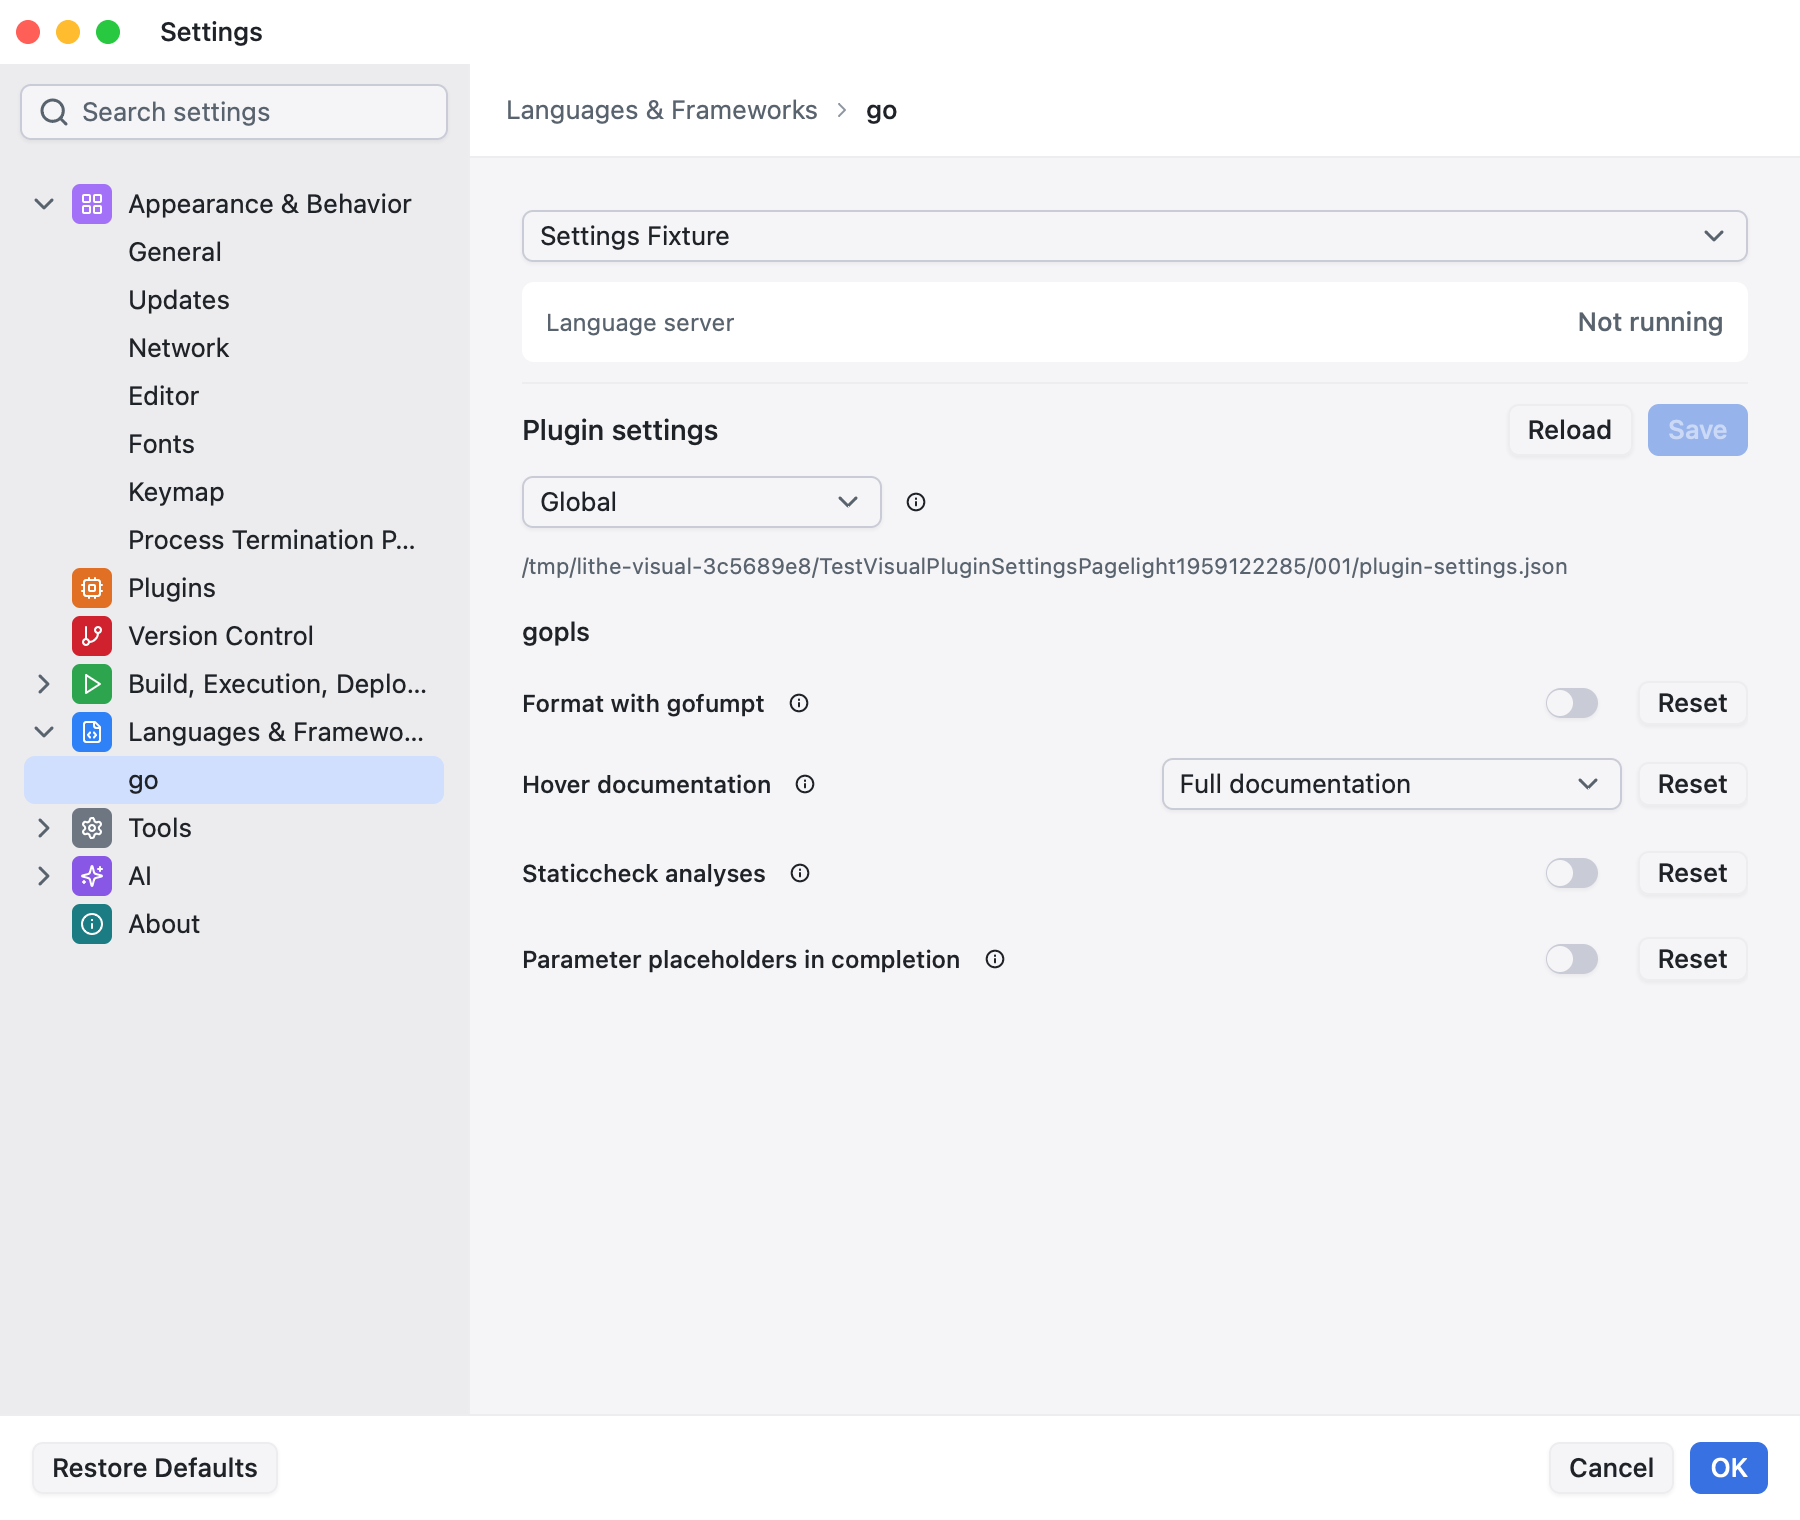 Settings
Search settings
Appearance & Behavior
General
Updates
Network
Editor
Fonts
Keymap
Process Termination P...
Plugins
Version Control
Build, Execution, Deplo...
Languages & Framewo...
go
Tools
AI
About
Languages & Frameworks > go
Settings Fixture
Language server Not running
Plugin settings Reload Save
Global
/tmp/lithe-visual-3c5689e8/TestVisualPluginSettingsPagelight1959122285/001/plugin-settings.json
gopls
Format with gofumpt Reset
Hover documentation Full documentation Reset
Staticcheck analyses Reset
Parameter placeholders in completion Reset
Restore Defaults Cancel OK